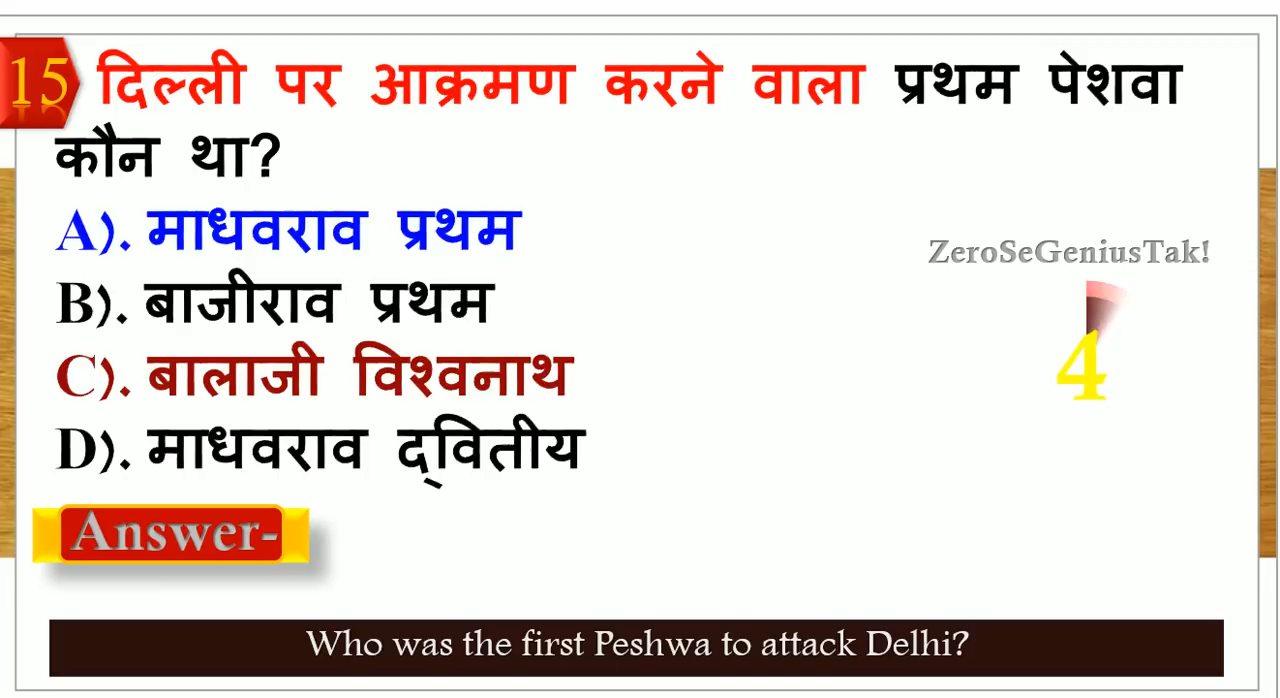 15 दिल्ली पर आक्रमण करने वाला प्रथम पेशवा
कौन था?
A). माधवराव प्रथम
ZeroSeGeniusTak!
B). बाजीराव प्रथम
4
C). बालाजी विश्वनाथ
D). माधवराव द्वितीय
Answer-
Who was the first Peshwa to attack Delhi?